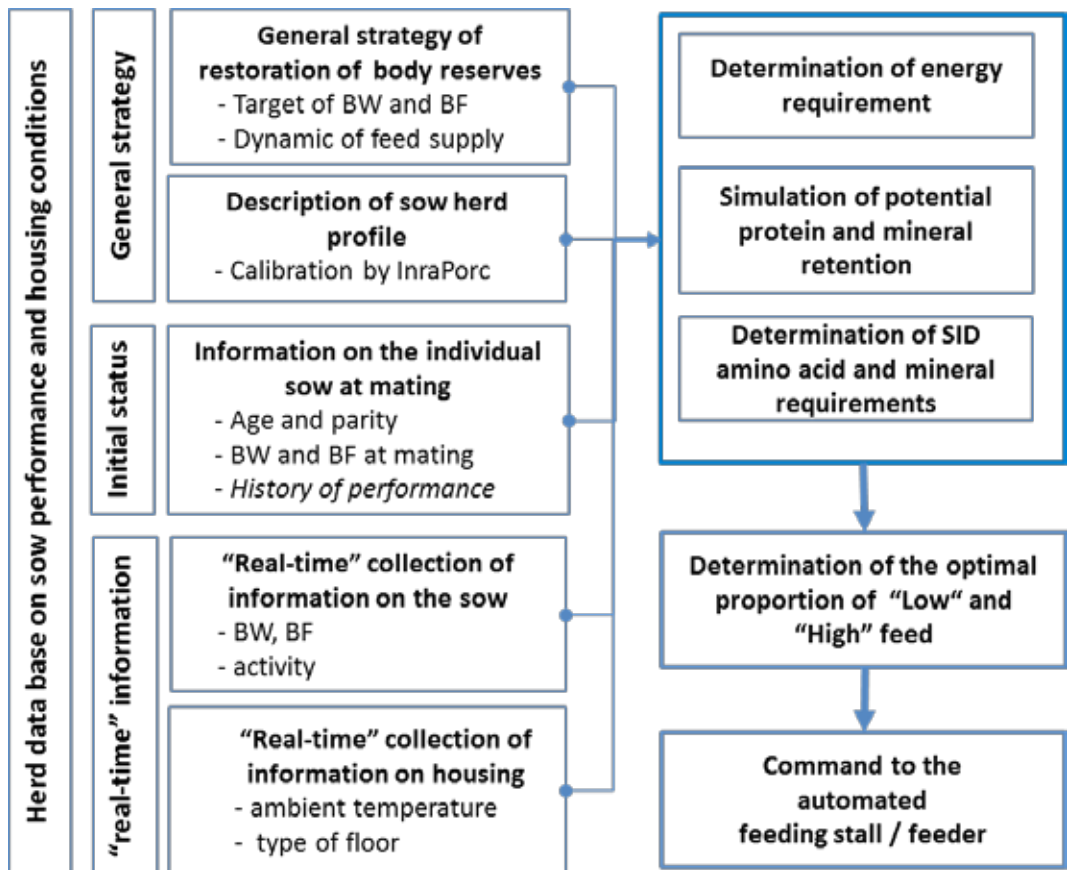 Herd data base on sow performance and housing conditions
General strategy
General strategy of
restoration of body reserves
- Target of BW and BF
- Dynamic of feed supply
Description of sow herd
profile
- Calibration by InraPorc
Initial status
Information on the individual
sow at mating
- Age and parity
- BW and BF at mating
- History of performance
“real-time” information
“Real-time” collection of
information on the sow
- BW, BF
- activity
“Real-time” collection of
information on housing
- ambient temperature
- type of floor
Determination of energy
requirement
Simulation of potential
protein and mineral
retention
Determination of SID
amino acid and mineral
requirements
Determination of the optimal
proportion of “Low“ and
“High” feed
Command to the
automated
feeding stall / feeder